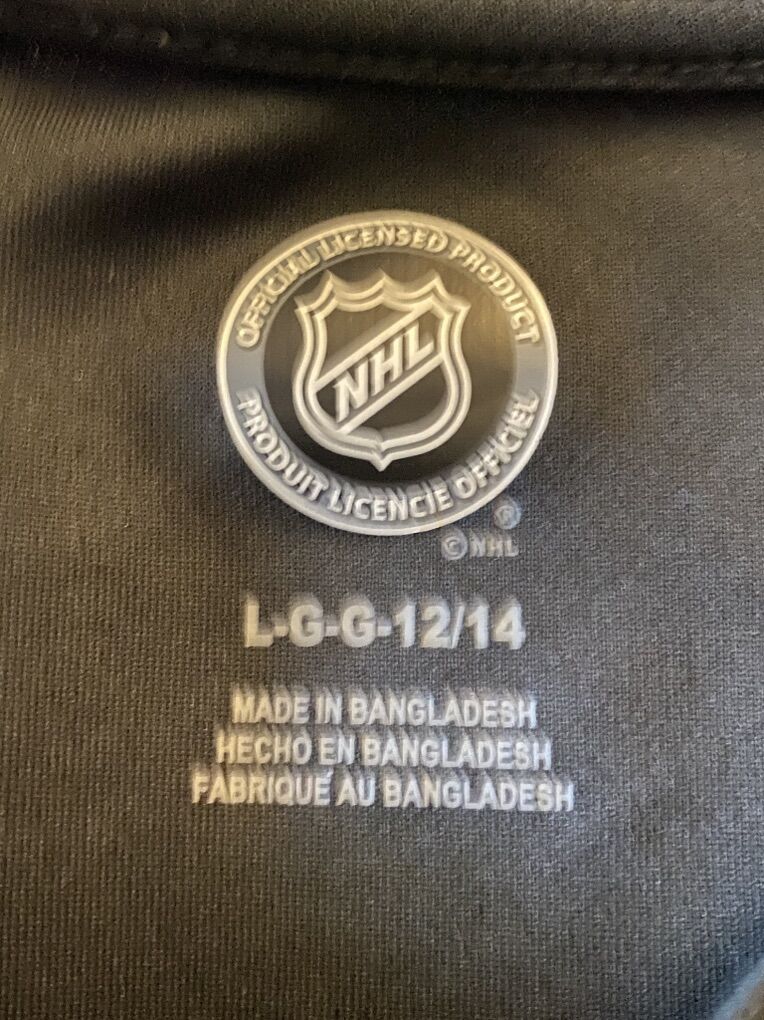 OFFICIAL LICENSED PRODUCT
NHL
PRODUIT LICENCIE OFFICIEL
®
© NHL
L-G-G-12/14
MADE IN BANGLADESH
HECHO EN BANGLADESH
FABRIQUÉ AU BANGLADESH